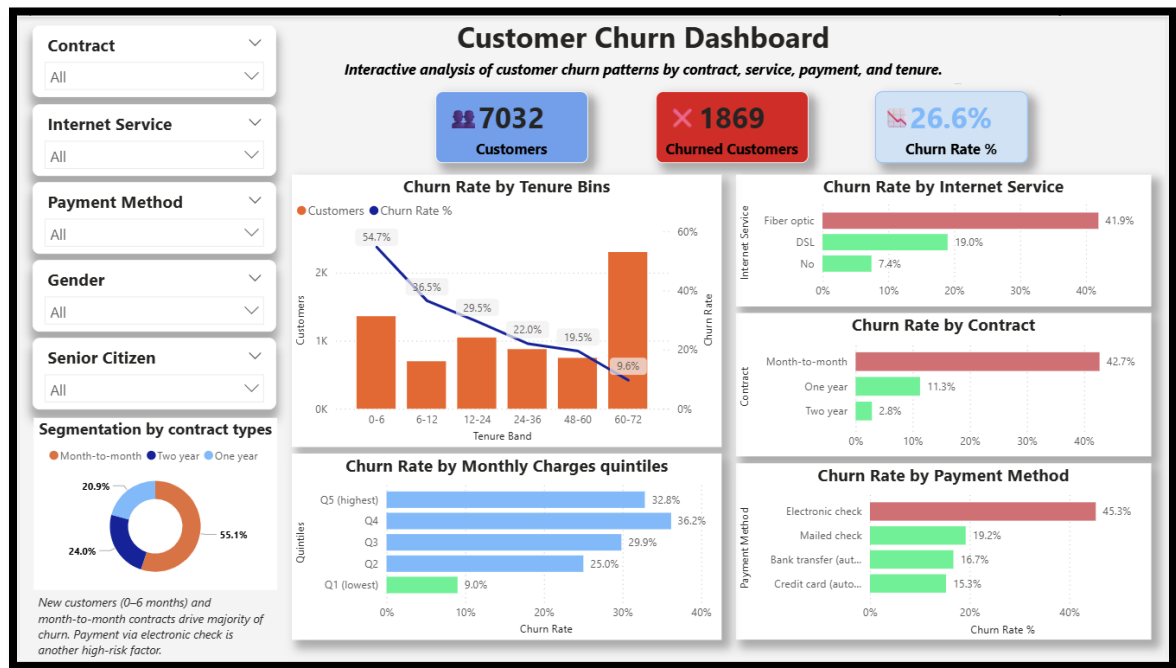 Customer Churn Dashboard
Interactive analysis of customer churn patterns by contract, service, payment, and tenure.
Contract
All
Internet Service
All
Payment Method
All
Gender
All
Senior Citizen
All
7032
Customers
1869
Churned Customers
26.6%
Churn Rate %
Segmentation by contract types
Month-to-month Two year One year
20.9%
55.1%
24.0%
New customers (0–6 months) and
month-to-month contracts drive majority of
churn. Payment via electronic check is
another high-risk factor.
Churn Rate by Tenure Bins
Customers Churn Rate %
Customers
2K
1K
0K
54.7%
36.5%
29.5%
22.0%
19.5%
9.6%
60%
40%
20%
0%
Churn Rate
0-6 6-12 12-24 24-36 48-60 60-72
Tenure Band
Churn Rate by Monthly Charges quintiles
Quintiles
Q5 (highest) 32.8%
Q4 36.2%
Q3 29.9%
Q2 25.0%
Q1 (lowest) 9.0%
0% 10% 20% 30% 40%
Churn Rate
Churn Rate by Internet Service
Internet Service
Fiber optic 41.9%
DSL 19.0%
No 7.4%
0% 10% 20% 30% 40%
Churn Rate by Contract
Contract
Month-to-month 42.7%
One year 11.3%
Two year 2.8%
0% 10% 20% 30% 40%
Churn Rate by Payment Method
Payment Method
Electronic check 45.3%
Mailed check 19.2%
Bank transfer (aut... 16.7%
Credit card (auto... 15.3%
0% 20% 40%
Churn Rate %